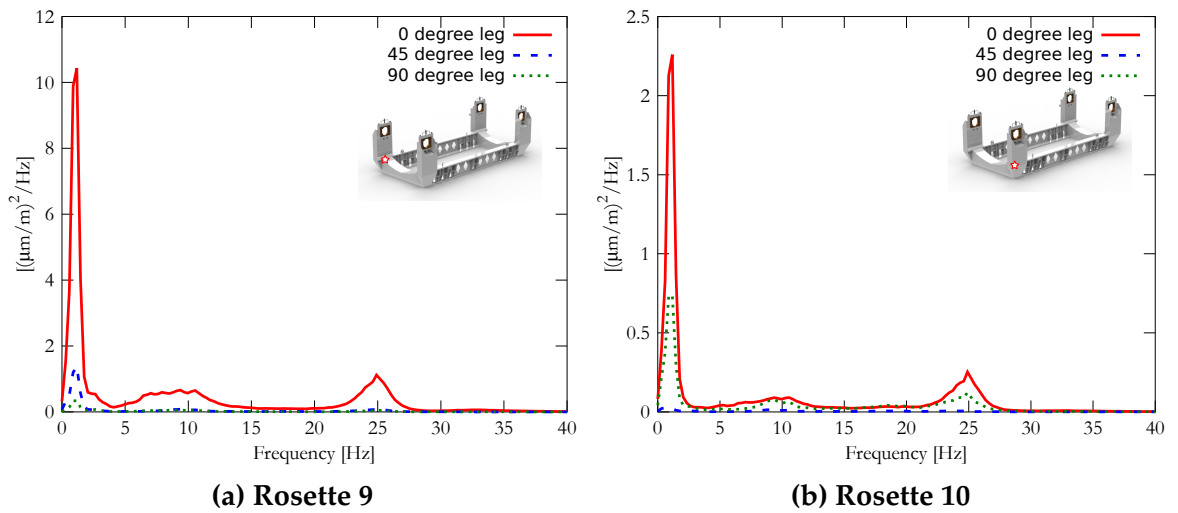 12
10
8
6
4
2
0
[(µm/m)²/Hz]
0 degree leg
45 degree leg
90 degree leg
0 5 10 15 20 25 30 35 40
Frequency [Hz]
(a) Rosette 9
2.5
2
1.5
1
0.5
0
[(µm/m)²/Hz]
0 degree leg
45 degree leg
90 degree leg
0 5 10 15 20 25 30 35 40
Frequency [Hz]
(b) Rosette 10